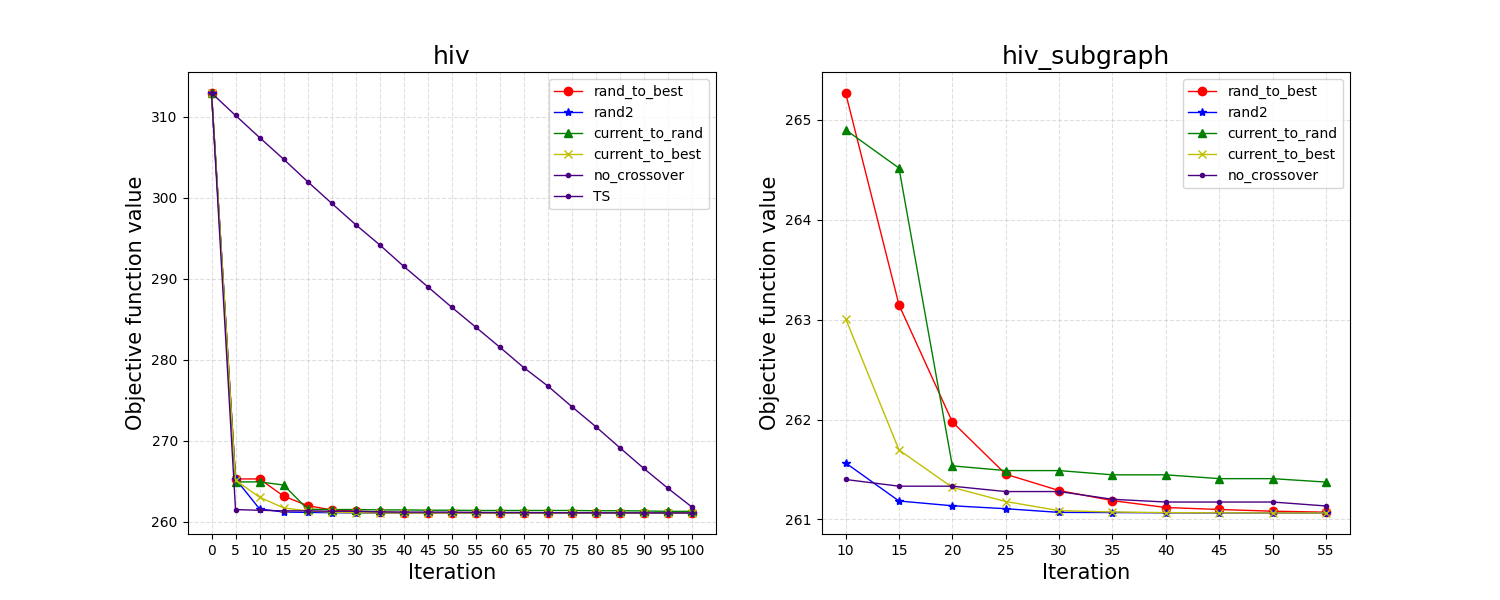 hiv
Objective function value
310
300
290
280
270
260
0 5 10 15 20 25 30 35 40 45 50 55 60 65 70 75 80 85 90 95 100
Iteration
rand_to_best
rand2
current_to_rand
current_to_best
no_crossover
TS
hiv_subgraph
Objective function value
265
264
263
262
261
10 15 20 25 30 35 40 45 50 55
Iteration
rand_to_best
rand2
current_to_rand
current_to_best
no_crossover